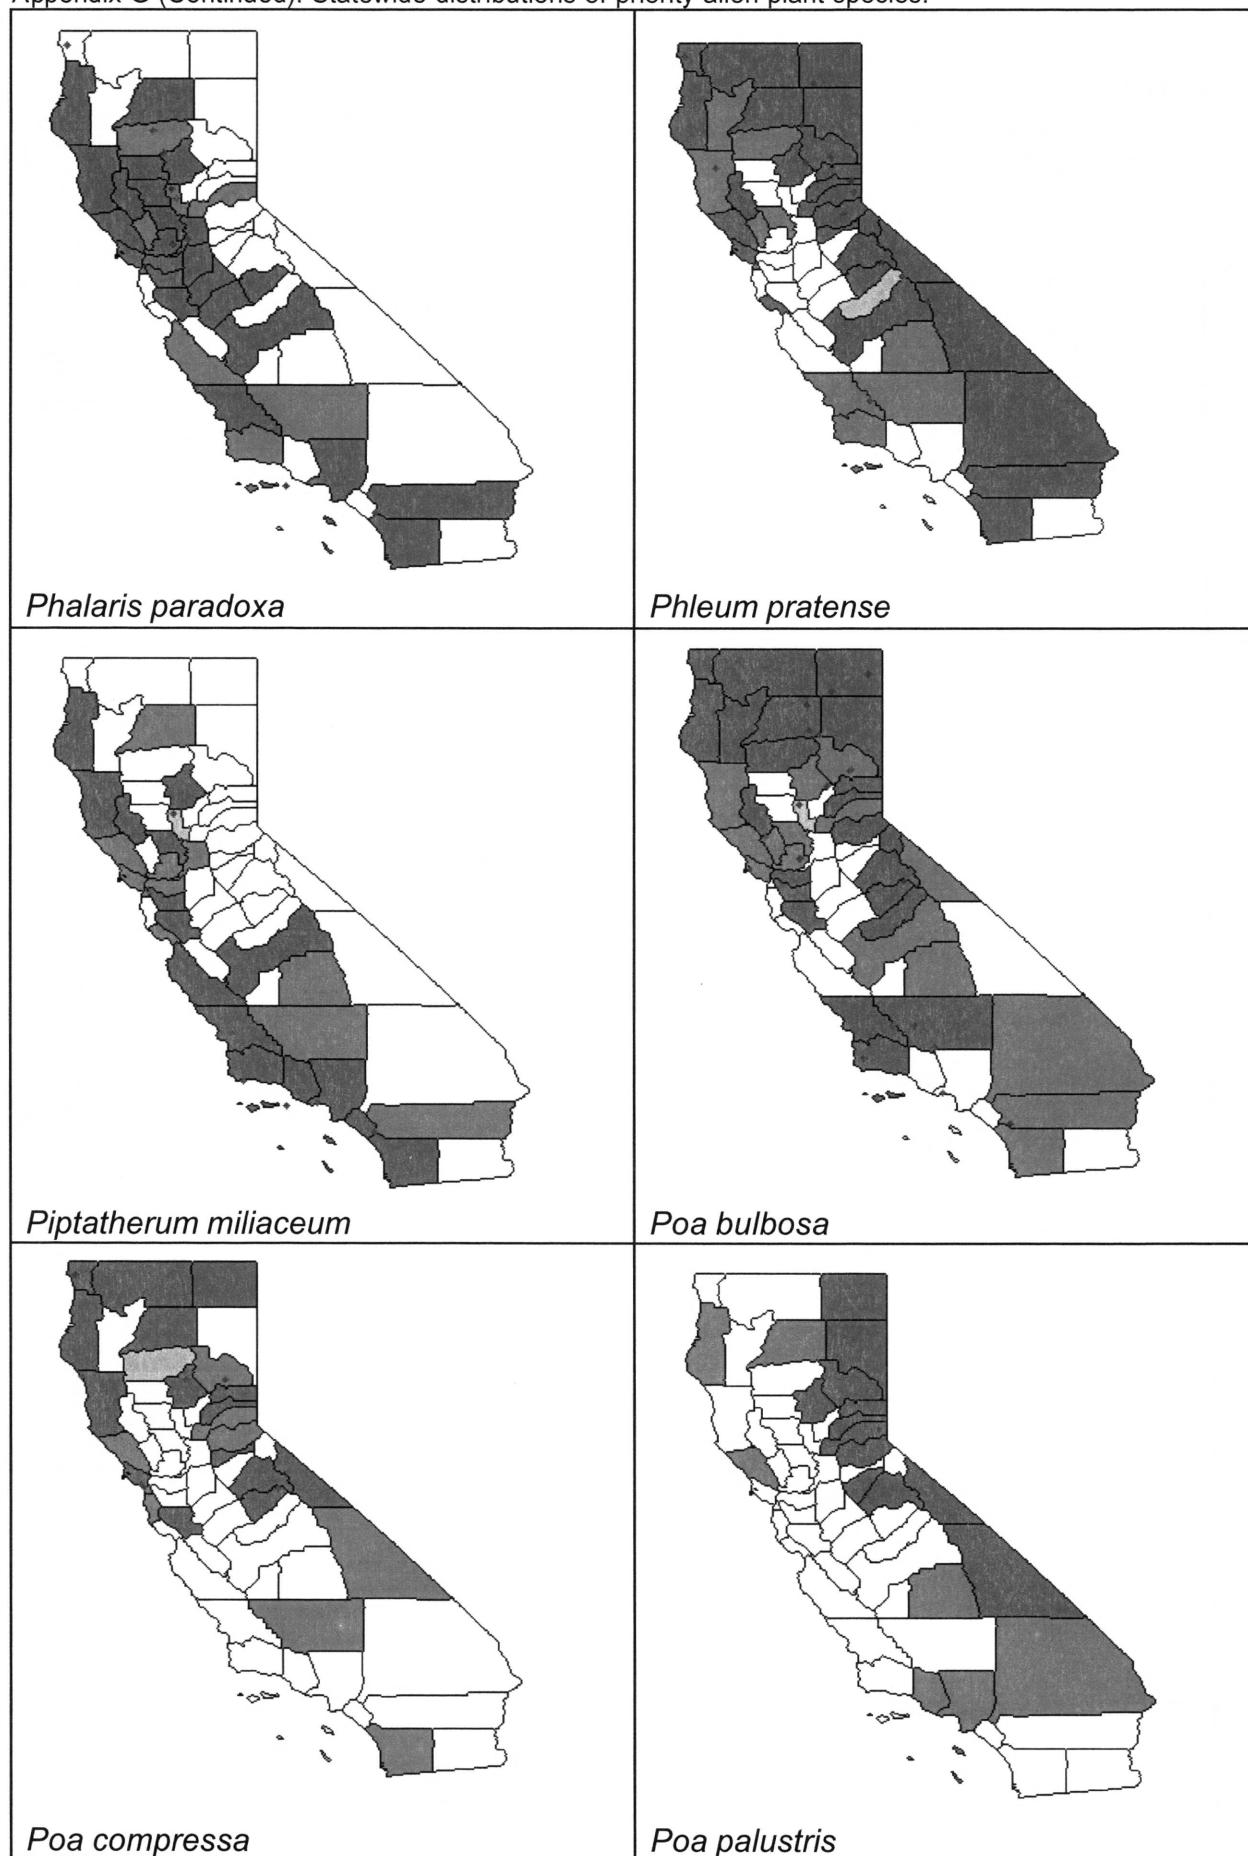 Appendix C (Continued). Statewide distributions of priority alien plant species.
Phalaris paradoxa
Phleum pratense
Piptatherum miliaceum
Poa bulbosa
Poa compressa
Poa palustris